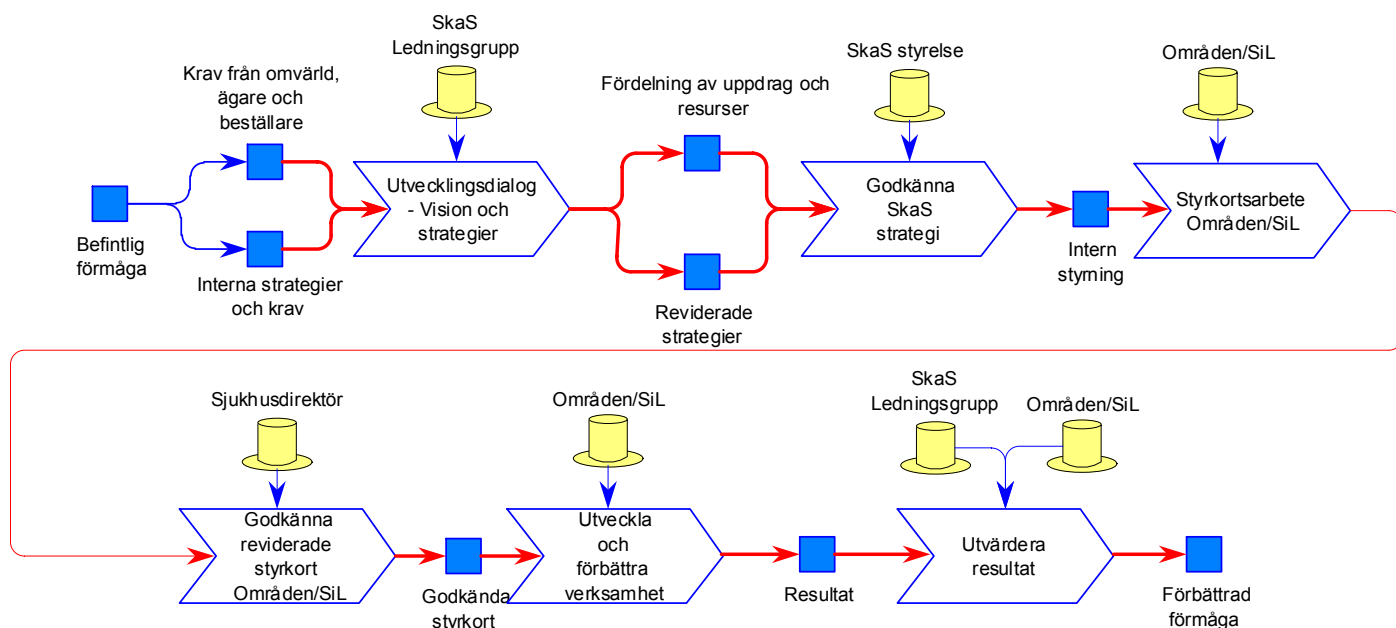 SkaS
Ledningsgrupp
Krav från omvärld,
ägare och
beställare
Befintlig
förmåga
Interna strategier
och krav
Utvecklingsdialog
- Vision och
strategier
Fördelning av uppdrag och
resurser
Reviderade
strategier
SkaS styrelse
Godkänna
SkaS
strategi
Intern
styrning
Områden/SiL
Styrkortsarbete
Områden/SiL
Sjukhusdirektör
Godkänna
reviderade
styrkort
Områden/SiL
Godkända
styrkort
Områden/SiL
Utveckla
och
förbättra
verksamhet
Resultat
SkaS
Ledningsgrupp
Områden/SiL
Utvärdera
resultat
Förbättrad
förmåga